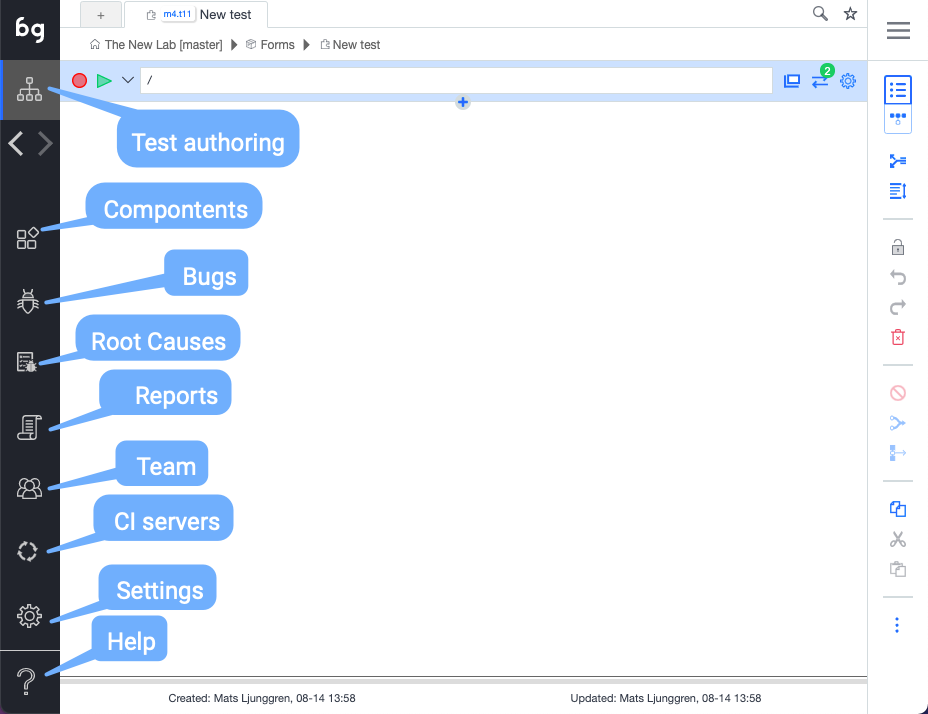 bg
+
m4.t11 New test
The New Lab [master] Forms New test
/
2
+
Test authoring
Compontents
Bugs
Root Causes
Reports
Team
CI servers
Settings
Help
Created: Mats Ljunggren, 08-14 13:58
Updated: Mats Ljunggren, 08-14 13:58